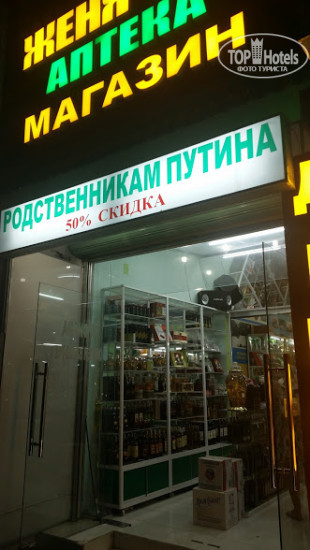 ЖЕНЯ
АПТЕКА
МАГАЗИН
TOP Hotels
ФОТО ТУРИСТА
РОДСТВЕННИКАМ ПУТИНА
50% СКИДКА